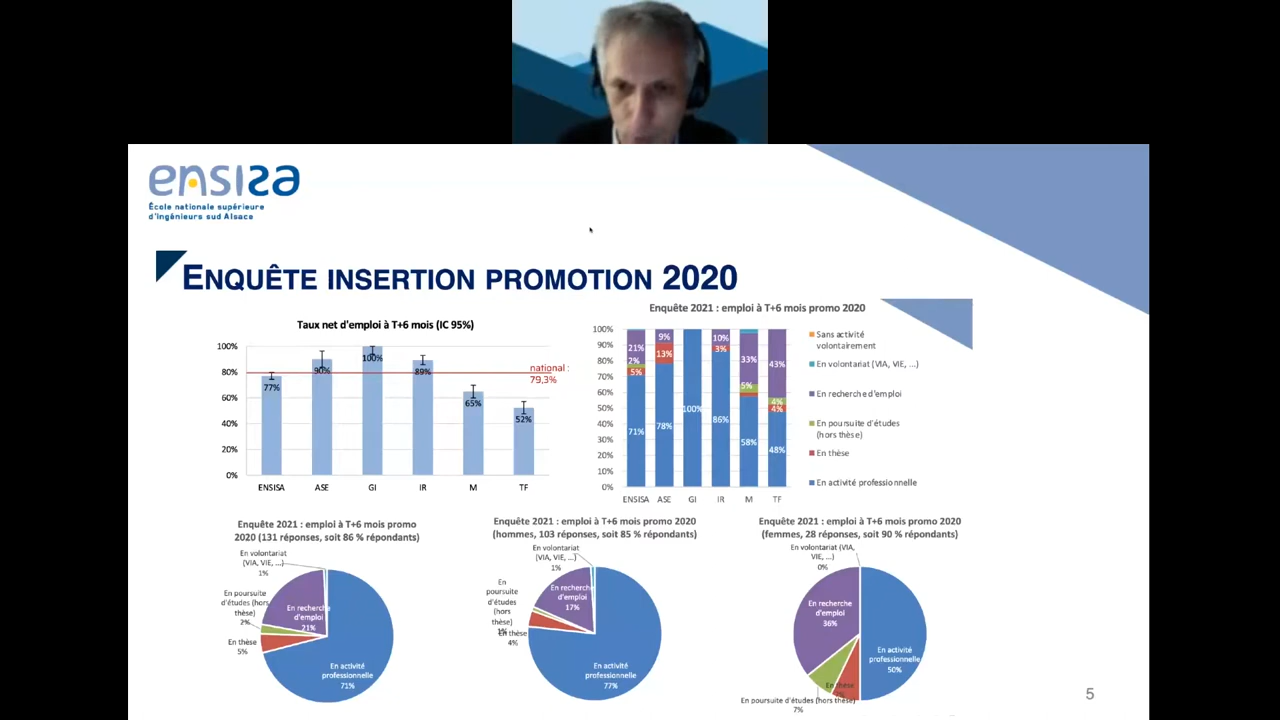 ensisa
École nationale supérieure
d'ingénieurs sud Alsace
ENQUÊTE INSERTION PROMOTION 2020
Taux net d'emploi à T+6 mois (IC 95%)
100%
80%
60%
40%
20%
0%
77%
90%
100%
89%
65%
52%
national :
79,3%
ENSISA ASE GI IR M TF
Enquête 2021 : emploi à T+6 mois promo 2020
100%
90%
80%
70%
60%
50%
40%
30%
20%
10%
0%
21%
2%
5%
71%
9%
13%
78%
100%
10%
3%
86%
33%
5%
58%
43%
4%
4%
48%
ENSISA ASE GI IR M TF
Sans activité
volontairement
En volontariat (VIA, VIE, ...)
En recherche d'emploi
En poursuite d'études
(hors thèse)
En thèse
En activité professionnelle
Enquête 2021 : emploi à T+6 mois promo
2020 (131 réponses, soit 86 % répondants)
En volontariat
(VIA, VIE, ...)
1%
En poursuite
d'études (hors
thèse)
2%
En thèse
5%
En recherche
d'emploi
21%
En activité
professionnelle
71%
Enquête 2021 : emploi à T+6 mois promo 2020
(hommes, 103 réponses, soit 85 % répondants)
En volontariat
(VIA, VIE, ...)
1%
En
poursuite
d'études
(hors
thèse)
1%
En thèse
4%
En recherche
d'emploi
17%
En activité
professionnelle
77%
Enquête 2021 : emploi à T+6 mois promo 2020
(femmes, 28 réponses, soit 90 % répondants)
En volontariat (VIA,
VIE, ...)
0%
En recherche
d'emploi
36%
En activité
professionnelle
50%
En thèse
En poursuite d'études (hors thèse)
7%
5